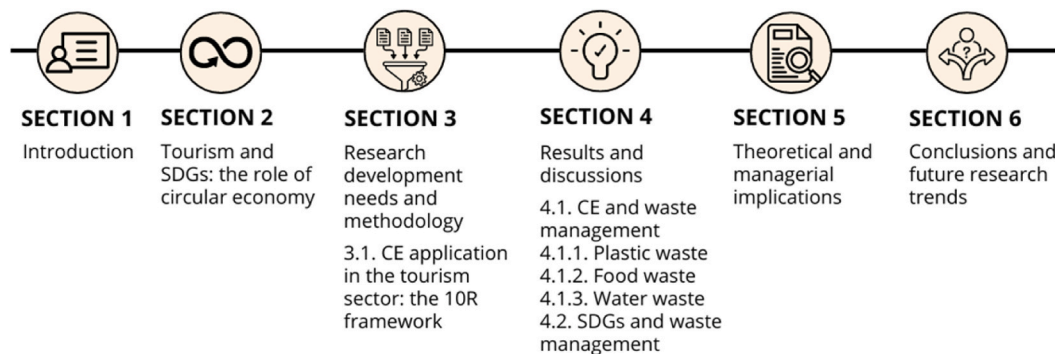 SECTION 1
Introduction
SECTION 2
Tourism and
SDGs: the role of
circular economy
SECTION 3
Research
development
needs and
methodology
3.1. CE application
in the tourism
sector: the 10R
framework
SECTION 4
Results and
discussions
4.1. CE and waste
management
4.1.1. Plastic waste
4.1.2. Food waste
4.1.3. Water waste
4.2. SDGs and waste
management
SECTION 5
Theoretical and
managerial
implications
SECTION 6
Conclusions and
future research
trends
?